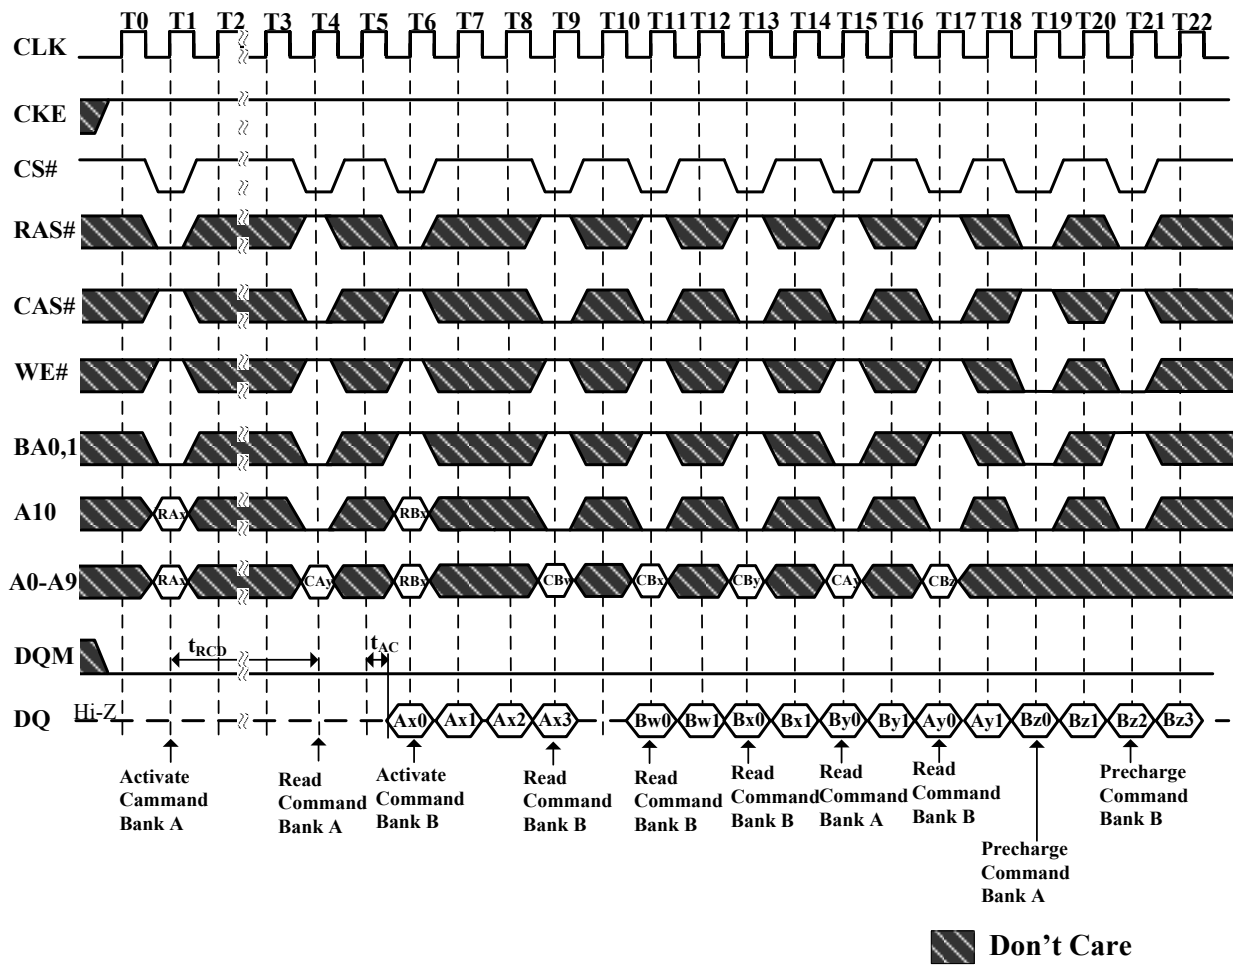 T0 T1 T2 T3 T4 T5 T6 T7 T8 T9 T10 T11 T12 T13 T14 T15 T16 T17 T18 T19 T20 T21 T22
CLK
CKE
CS#
RAS#
CAS#
WE#
BA0,1
A10 RAx RBx
A0-A9 RAx CAy RBx CBw CBx CBy CAy CBz
DQM tRCD tAC
DQ Hi-Z Ax0 Ax1 Ax2 Ax3 Bw0 Bw1 Bx0 Bx1 By0 By1 Ay0 Ay1 Bz0 Bz1 Bz2 Bz3
Activate
Cammand
Bank A
Read
Command
Bank A
Activate
Command
Bank B
Read
Command
Bank B
Read
Command
Bank B
Read
Command
Bank B
Read
Command
Bank A
Read
Command
Bank B
Precharge
Command
Bank A
Precharge
Command
Bank B
Don't Care